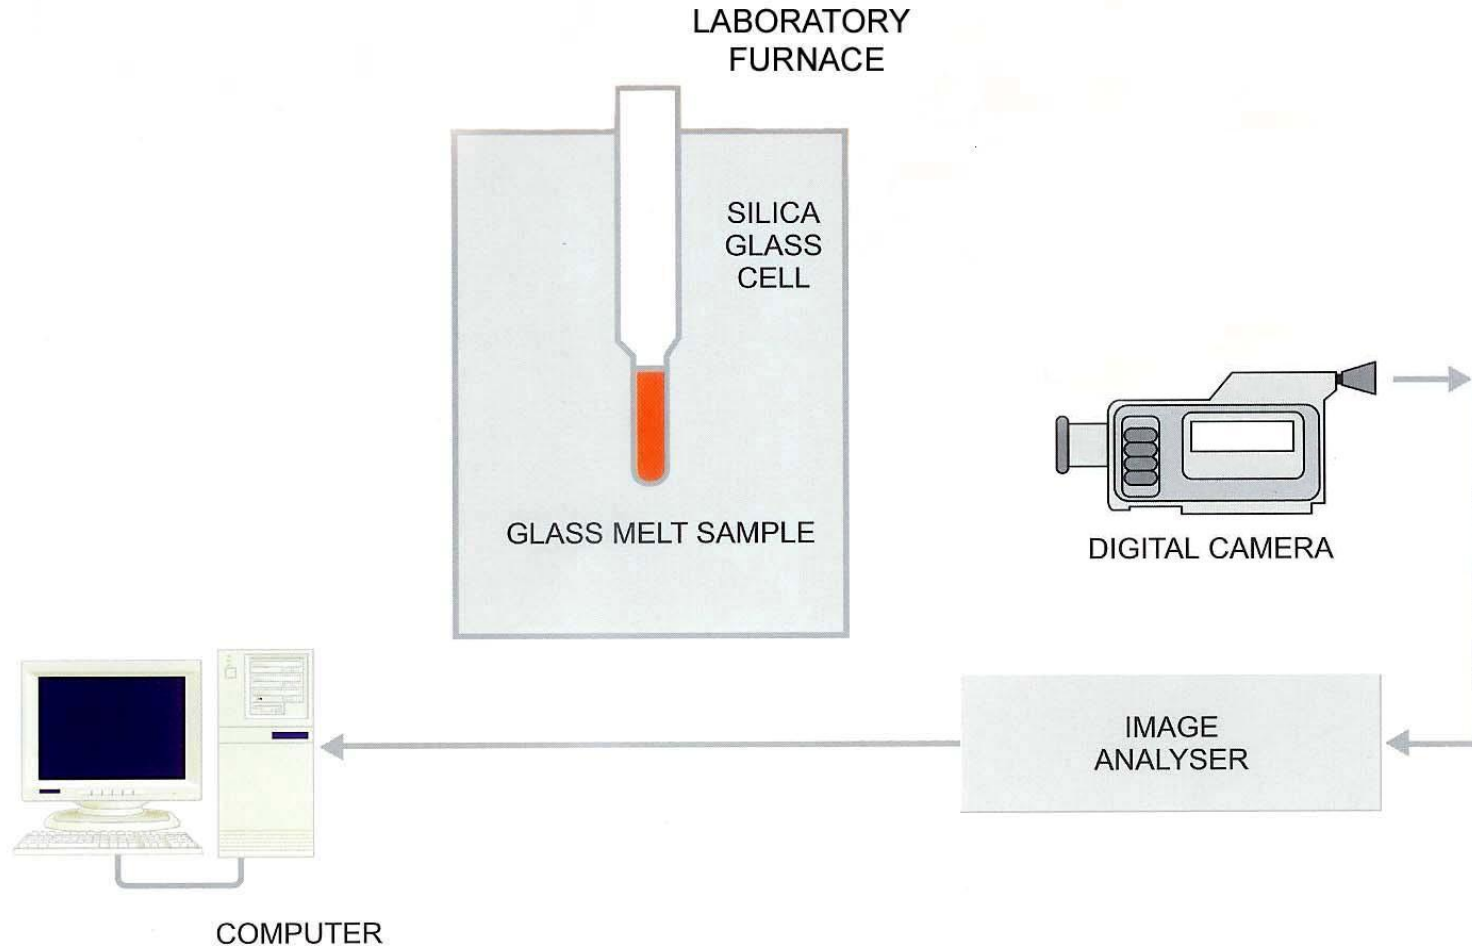 LABORATORY
FURNACE
SILICA
GLASS
CELL
GLASS MELT SAMPLE
DIGITAL CAMERA
IMAGE
ANALYSER
COMPUTER